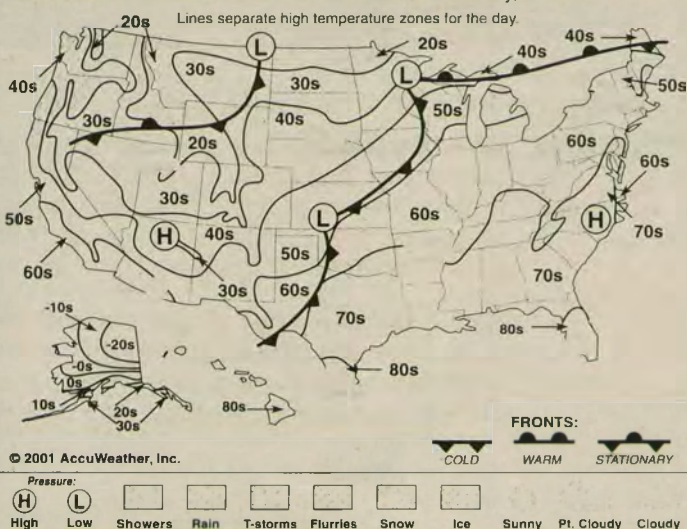 Lines separate high temperature zones for the day.
20s
L
20s
40s
40s
30s
30s
L
40s
50s
30s
40s
50s
20s
60s
60s
30s
50s
H
40s
L
60s
H
70s
60s
50s
30s
60s
70s
70s
-10s
-20s
80s
-0s
80s
0s
10s
20s
30s
80s
FRONTS:
© 2001 AccuWeather, Inc.
COLD WARM STATIONARY
Pressure:
H L
High Low Showers Rain T-storms Flurries Snow Ice Sunny Pt. Cloudy Cloudy